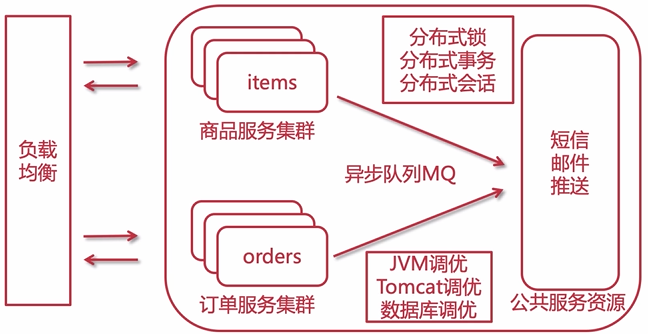 负载
均衡
items
商品服务集群
分布式锁
分布式事务
分布式会话
异步队列MQ
orders
订单服务集群
JVM调优
Tomcat调优
数据库调优
短信
邮件
推送
公共服务资源